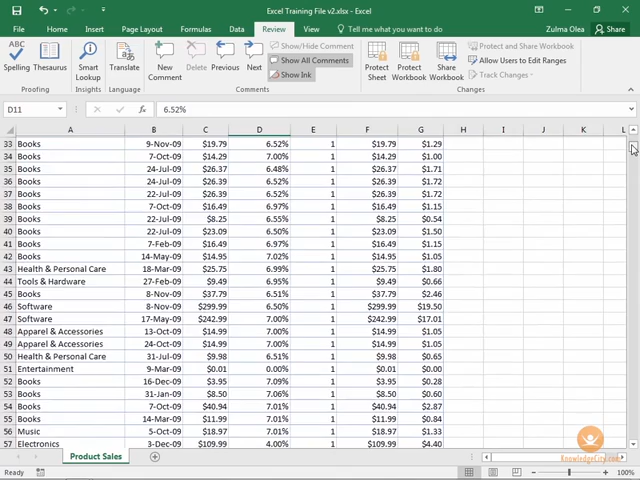 Excel Training File v2.xlsx - Excel
File Home Insert Page Layout Formulas Data Review View Tell me what you want to do Zulma Olea Share
ABC
Spelling Thesaurus Smart Lookup Translate New Comment Delete Previous Next Show/Hide Comment Show All Comments Show Ink Protect Sheet Protect Workbook Share Workbook Protect and Share Workbook Allow Users to Edit Ranges Track Changes
Proofing Insights Language Comments Changes
D11 fx 6.52%
A B C D E F G H I J K L
33 Books 9-Nov-09 $19.79 6.52% 1 $19.79 $1.29
34 Books 7-Oct-09 $14.29 7.00% 1 $14.29 $1.00
35 Books 24-Jul-09 $26.37 6.48% 1 $26.37 $1.71
36 Books 24-Jul-09 $26.39 6.52% 1 $26.39 $1.72
37 Books 22-Jul-09 $26.39 6.52% 1 $26.39 $1.72
38 Books 22-Jul-09 $16.49 6.97% 1 $16.49 $1.15
39 Books 22-Jul-09 $8.25 6.55% 1 $8.25 $0.54
40 Books 22-Jul-09 $23.09 6.50% 1 $23.09 $1.50
41 Books 7-Feb-09 $16.49 6.97% 1 $16.49 $1.15
42 Books 14-May-09 $14.95 7.02% 1 $14.95 $1.05
43 Health & Personal Care 18-Mar-09 $25.75 6.99% 1 $25.75 $1.80
44 Tools & Hardware 27-Feb-09 $9.49 6.95% 1 $9.49 $0.66
45 Books 8-Nov-09 $37.79 6.51% 1 $37.79 $2.46
46 Software 8-Nov-09 $299.99 6.50% 1 $299.99 $19.50
47 Software 17-May-09 $242.99 7.00% 1 $242.99 $17.01
48 Apparel & Accessories 13-Oct-09 $14.99 7.00% 1 $14.99 $1.05
49 Apparel & Accessories 24-Oct-09 $14.99 7.00% 1 $14.99 $1.05
50 Health & Personal Care 31-Jul-09 $9.98 6.51% 1 $9.98 $0.65
51 Entertainment 9-Mar-09 $0.01 0.00% 1 $0.01 $0.00
52 Books 16-Dec-09 $3.95 7.09% 1 $3.95 $0.28
53 Books 31-Jan-09 $8.50 7.06% 1 $8.50 $0.60
54 Books 7-Oct-09 $40.94 7.01% 1 $40.94 $2.87
55 Books 14-Mar-09 $11.99 7.01% 1 $11.99 $0.84
56 Music 5-Oct-09 $18.97 7.01% 1 $18.97 $1.33
57 Electronics 3-Dec-09 $109.99 4.00% 1 $109.99 $4.40
Product Sales
KnowledgeCity.com
Ready 100%